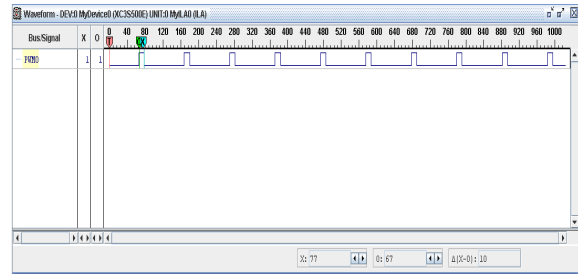 Waveform - DEV:0 MyDevice0 (XC3S500E) UNIT:0 MyILA0 (ILA)
Bus/Signal X O 0 40 80 120 160 200 240 280 320 360 400 440 480 520 560 600 640 680 720 760 800 840 880 920 960 1000
T O X
PWM0 1 1
X: 77 O: 67 Δ(X-O): 10